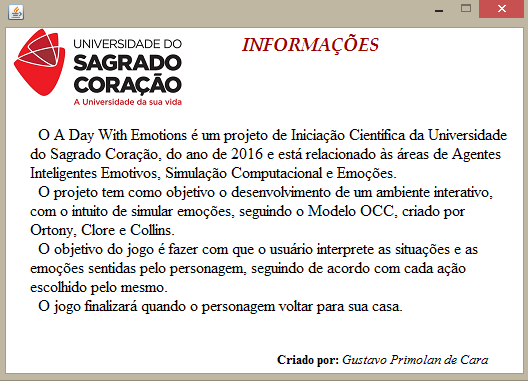 INFORMAÇÕES
UNIVERSIDADE DO
SAGRADO
CORAÇÃO
A Universidade da sua vida
O A Day With Emotions é um projeto de Iniciação Científica da Universidade
do Sagrado Coração, do ano de 2016 e está relacionado às áreas de Agentes
Inteligentes Emotivos, Simulação Computacional e Emoções.
O projeto tem como objetivo o desenvolvimento de um ambiente interativo,
com o intuito de simular emoções, seguindo o Modelo OCC, criado por
Ortony, Clore e Collins.
O objetivo do jogo é fazer com que o usuário interprete as situações e as
emoções sentidas pelo personagem, seguindo de acordo com cada ação
escolhido pelo mesmo.
O jogo finalizará quando o personagem voltar para sua casa.
Criado por: Gustavo Primolan de Cara